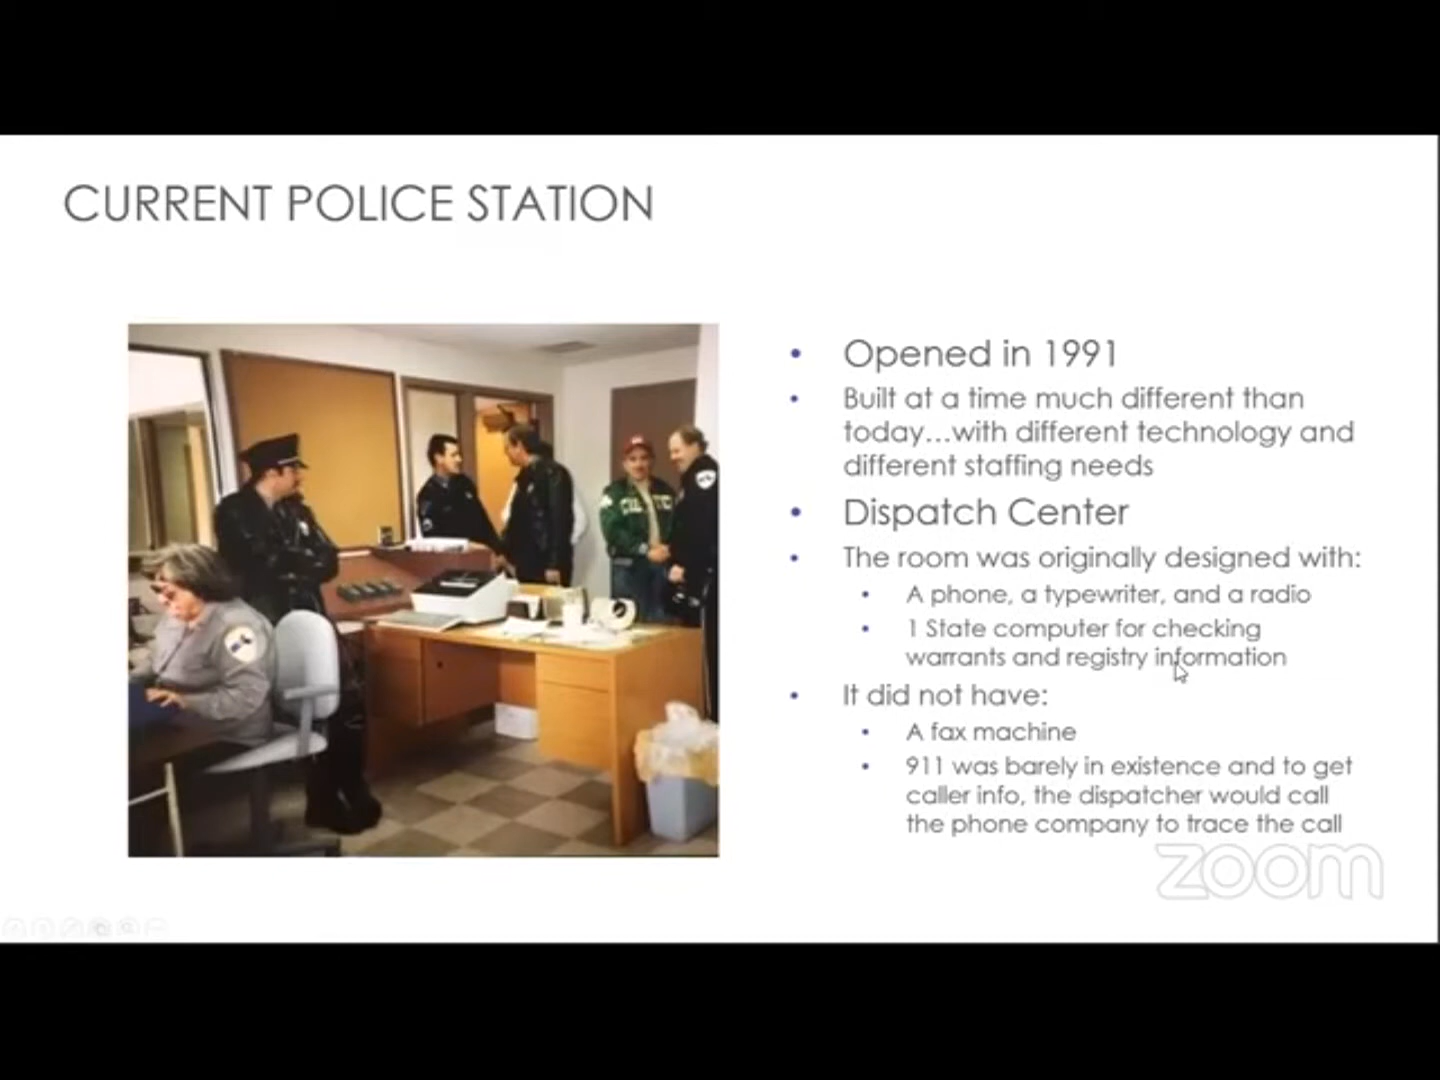 CURRENT POLICE STATION
Opened in 1991
Built at a time much different than
today...with different technology and
different staffing needs
Dispatch Center
The room was originally designed with:
A phone, a typewriter, and a radio
1 State computer for checking
warrants and registry information
It did not have:
A fax machine
911 was barely in existence and to get
caller info, the dispatcher would call
the phone company to trace the call
zoom